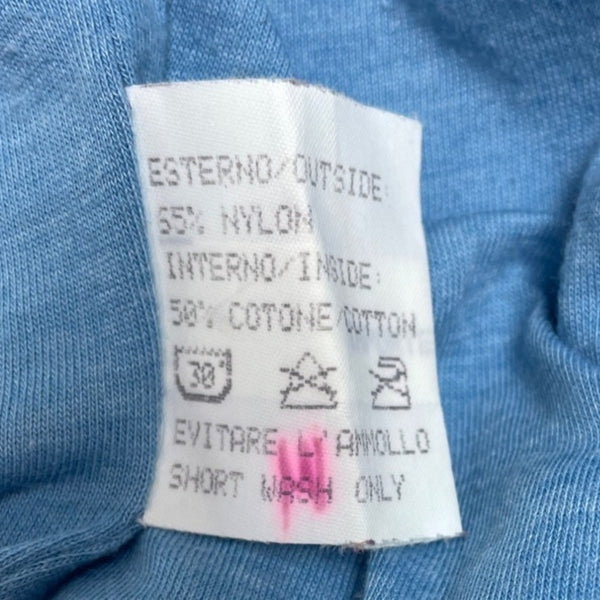 ESTERNO/OUTSIDE:
65% NYLON
INTERNO/INSIDE:
50% COTONE/COTTON
30°
EVITARE L'AMMOLLO
SHORT WASH ONLY